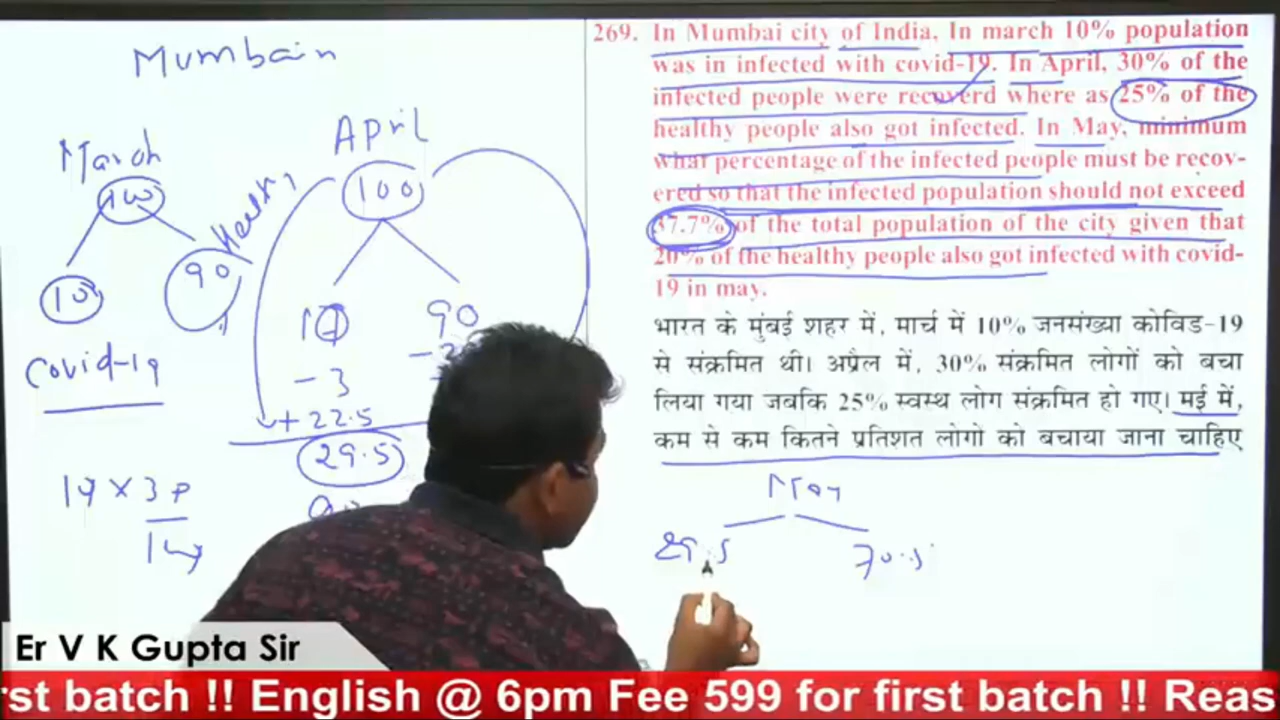 Mumbain
March
100
10
90
Healthy
Covid-19
April
100
10
90
- 3
+ 22.5
29.5
269. In Mumbai city of India, In march 10% population
was in infected with covid-19. In April, 30% of the
infected people were recoverd where as 25% of the
healthy people also got infected. In May, minimum
what percentage of the infected people must be recov-
ered so that the infected population should not exceed
37.7% of the total population of the city given that
20% of the healthy people also got infected with covid-
19 in may.
भारत के मुंबई शहर में, मार्च में 10% जनसंख्या कोविड-19
से संक्रमित थी। अप्रैल में, 30% संक्रमित लोगों को बचा
लिया गया जबकि 25% स्वस्थ लोग संक्रमित हो गए। मई में,
कम से कम कितने प्रतिशत लोगों को बचाया जाना चाहिए
May
29.5
70.5
Er V K Gupta Sir
rst batch !! English @ 6pm Fee 599 for first batch !! Reas